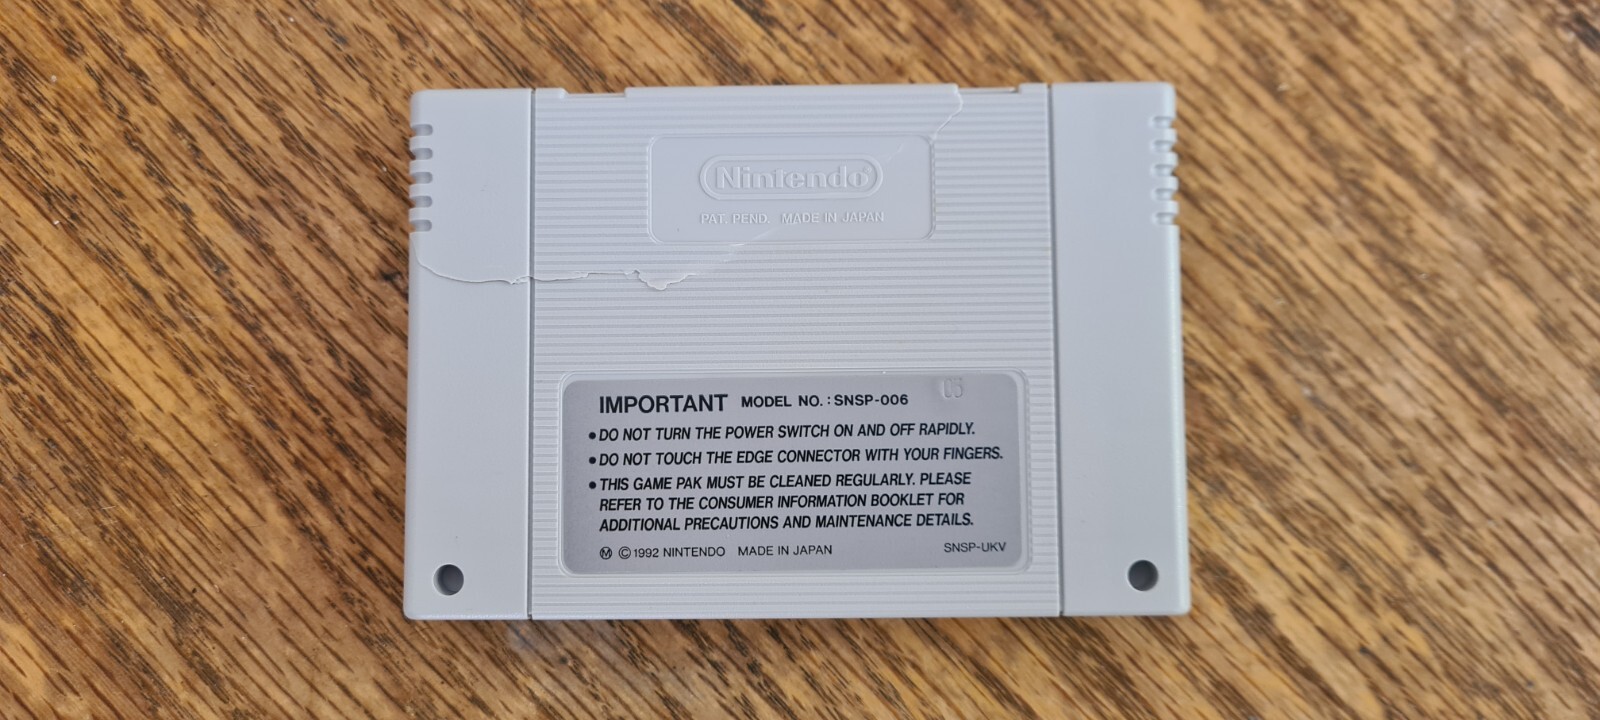 Nintendo®
PAT. PEND. MADE IN JAPAN
IMPORTANT MODEL NO.: SNSP-006
05
• DO NOT TURN THE POWER SWITCH ON AND OFF RAPIDLY.
• DO NOT TOUCH THE EDGE CONNECTOR WITH YOUR FINGERS.
• THIS GAME PAK MUST BE CLEANED REGULARLY. PLEASE
REFER TO THE CONSUMER INFORMATION BOOKLET FOR
ADDITIONAL PRECAUTIONS AND MAINTENANCE DETAILS.
Ⓜ © 1992 NINTENDO MADE IN JAPAN SNSP-UKV